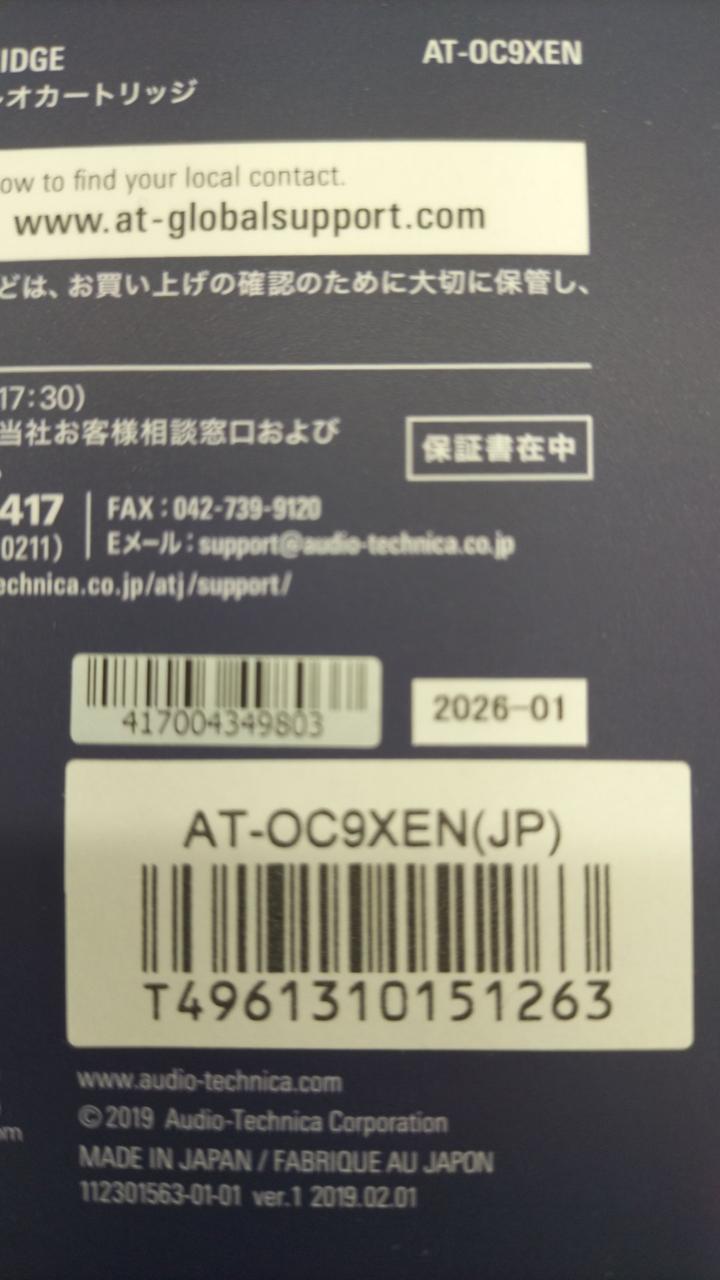 IDGE
AT-OC9XEN
オカートリッジ
ow to find your local contact.
www.at-globalsupport.com
どは、お買い上げの確認のために大切に保管し、
17:30)
当社お客様相談窓口および
保証書在中
417
FAX:042-739-9120
0211)
Eメール:support@audio-technica.co.jp
echnica.co.jp/atj/support/
417004349803
2026-01
AT-OC9XEN(JP)
T4961310151263
www.audio-technica.com
©2019 Audio-Technica Corporation
om
MADE IN JAPAN / FABRIQUE AU JAPON
112301563-01-01 ver.1 2019.02.01